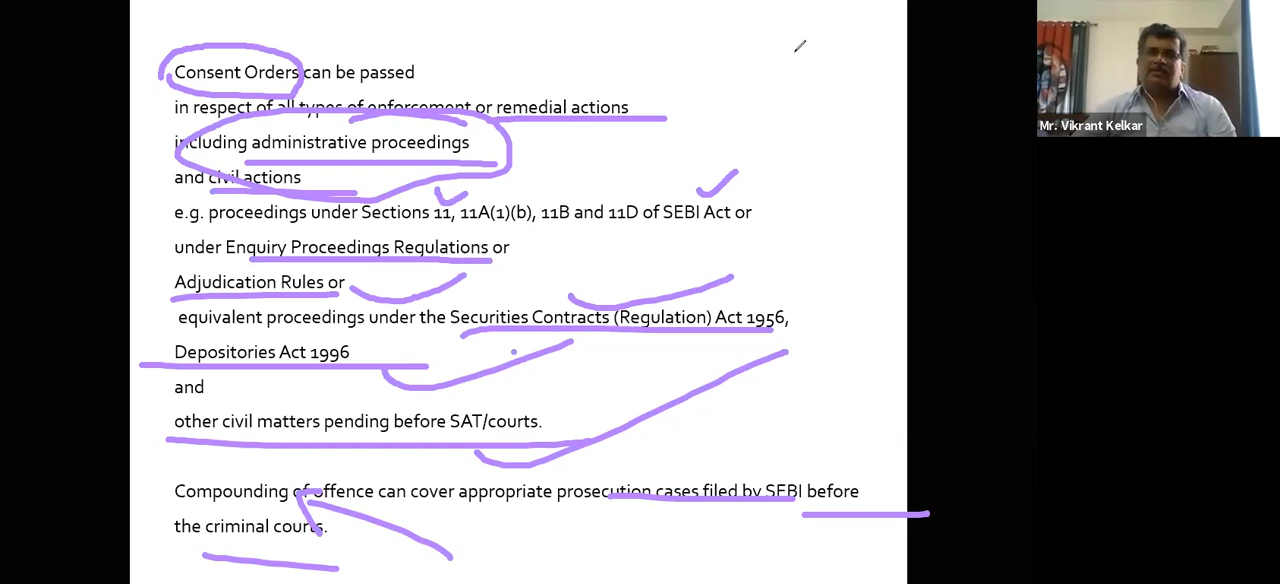 Consent Orders can be passed
in respect of all types of enforcement or remedial actions
including administrative proceedings
and civil actions
e.g. proceedings under Sections 11, 11A(1)(b), 11B and 11D of SEBI Act or
under Enquiry Proceedings Regulations or
Adjudication Rules or
equivalent proceedings under the Securities Contracts (Regulation) Act 1956,
Depositories Act 1996
and
other civil matters pending before SAT/courts.
Compounding of offence can cover appropriate prosecution cases filed by SEBI before
the criminal courts.
Mr. Vikrant Kelkar